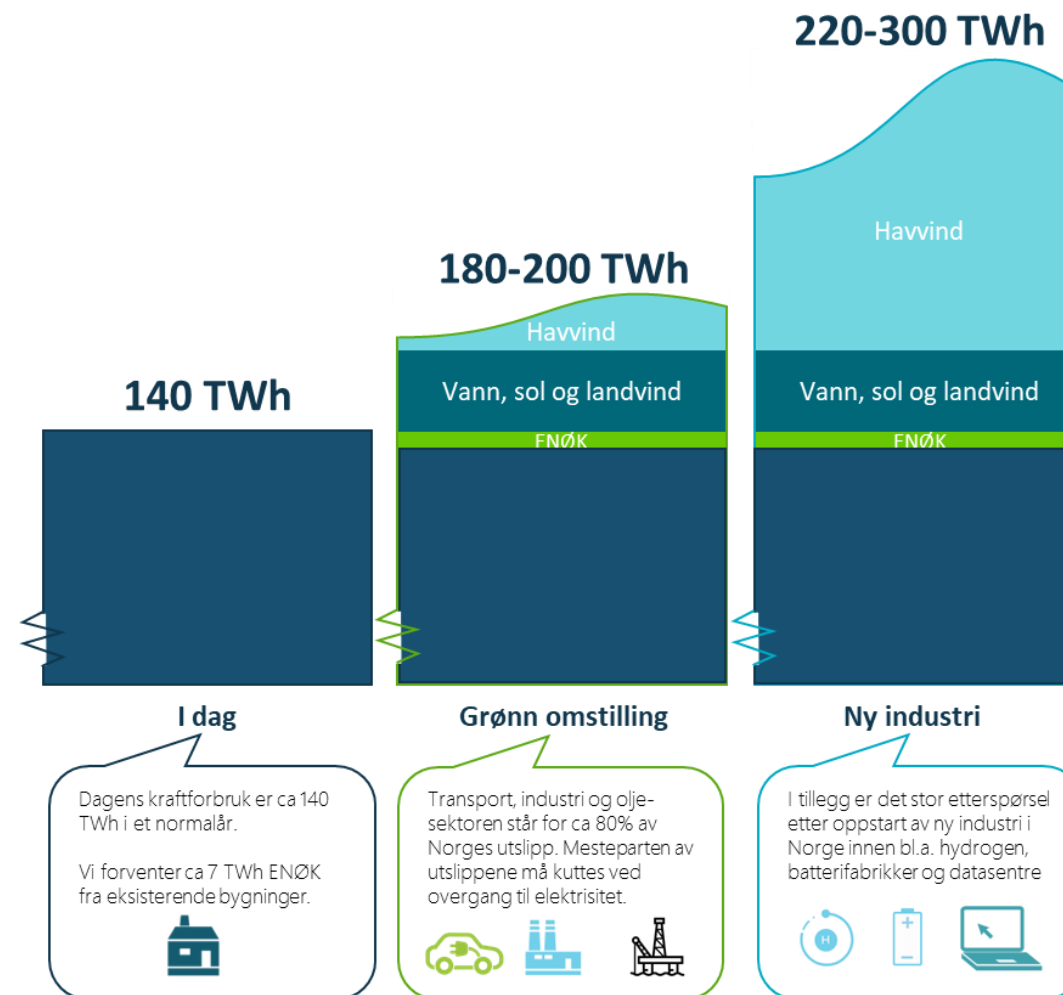 220-300 TWh
Havvind
180-200 TWh
Havvind
140 TWh
Vann, sol og landvind
Vann, sol og landvind
ENØK
ENØK
I dag
Grønn omstilling
Ny industri
Dagens kraftforbruk er ca 140
TWh i et normalår.
Vi forventer ca 7 TWh ENØK
fra eksisterende bygninger.
Transport, industri og olje-
sektoren står for ca 80% av
Norges utslipp. Mesteparten av
utslippene må kuttes ved
overgang til elektrisitet.
I tillegg er det stor etterspørsel
etter oppstart av ny industri i
Norge innen bl.a. hydrogen,
batterifabrikker og datasentre
H